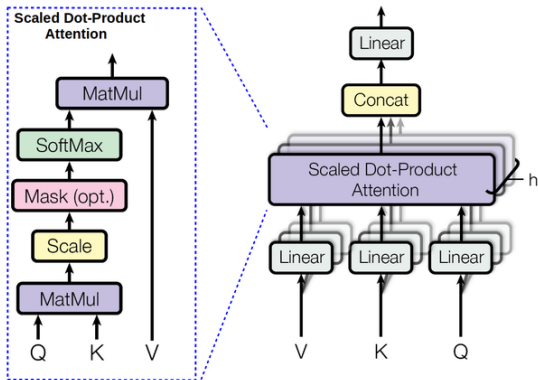 Scaled Dot-Product
Attention
MatMul
SoftMax
Mask (opt.)
Scale
MatMul
Q K V
Linear
Concat
Scaled Dot-Product
Attention
h
Linear Linear Linear
V K Q